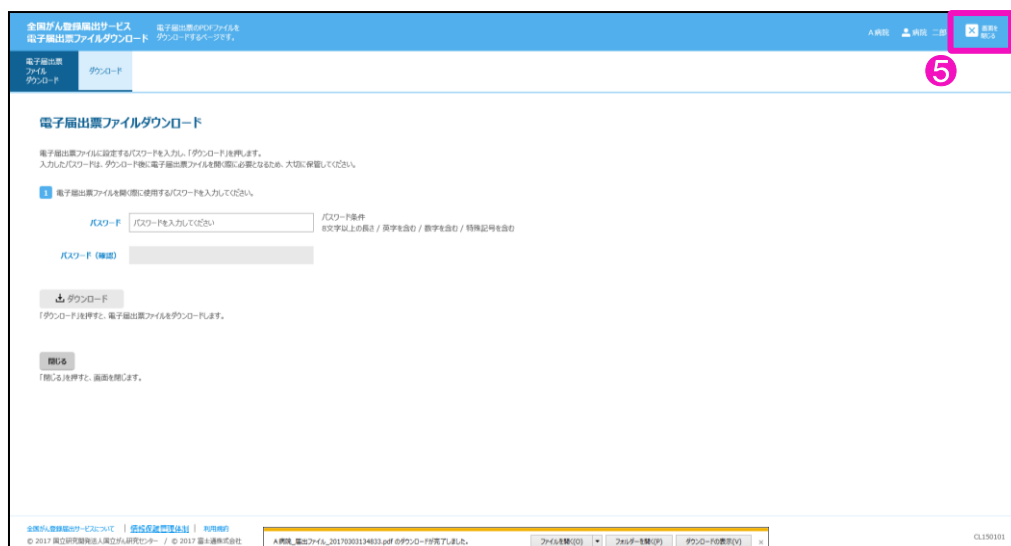 全国がん登録届出サービス
電子届出票のPDFファイルを
電子届出票ファイルダウンロード
ダウンロードするページです。
A病院
病院 二郎
画面を
閉じる
5
電子届出票
ファイル
ダウンロード
ダウンロード
電子届出票ファイルダウンロード
電子届出票ファイルに設定するパスワードを入力し、「ダウンロード」を押します。
入力したパスワードは、ダウンロード後に電子届出票ファイルを開く際に必要となるため、大切に保管してください。
1 電子届出票ファイルを開く際に使用するパスワードを入力してください。
パスワード
パスワードを入力してください
パスワード条件
8文字以上の長さ / 英字を含む / 数字を含む / 特殊記号を含む
パスワード (確認)
ダウンロード
「ダウンロード」を押すと、電子届出票ファイルをダウンロードします。
閉じる
「閉じる」を押すと、画面を閉じます。
全国がん登録届出サービスについて | 情報保護管理体制 | 利用規約
© 2017 国立研究開発法人国立がん研究センター / © 2017 富士通株式会社
A病院_届出ファイル_20170303134833.pdf のダウンロードが完了しました。
ファイルを開く(O)
フォルダーを開く(P)
ダウンロードの表示(V)
×
CL150101